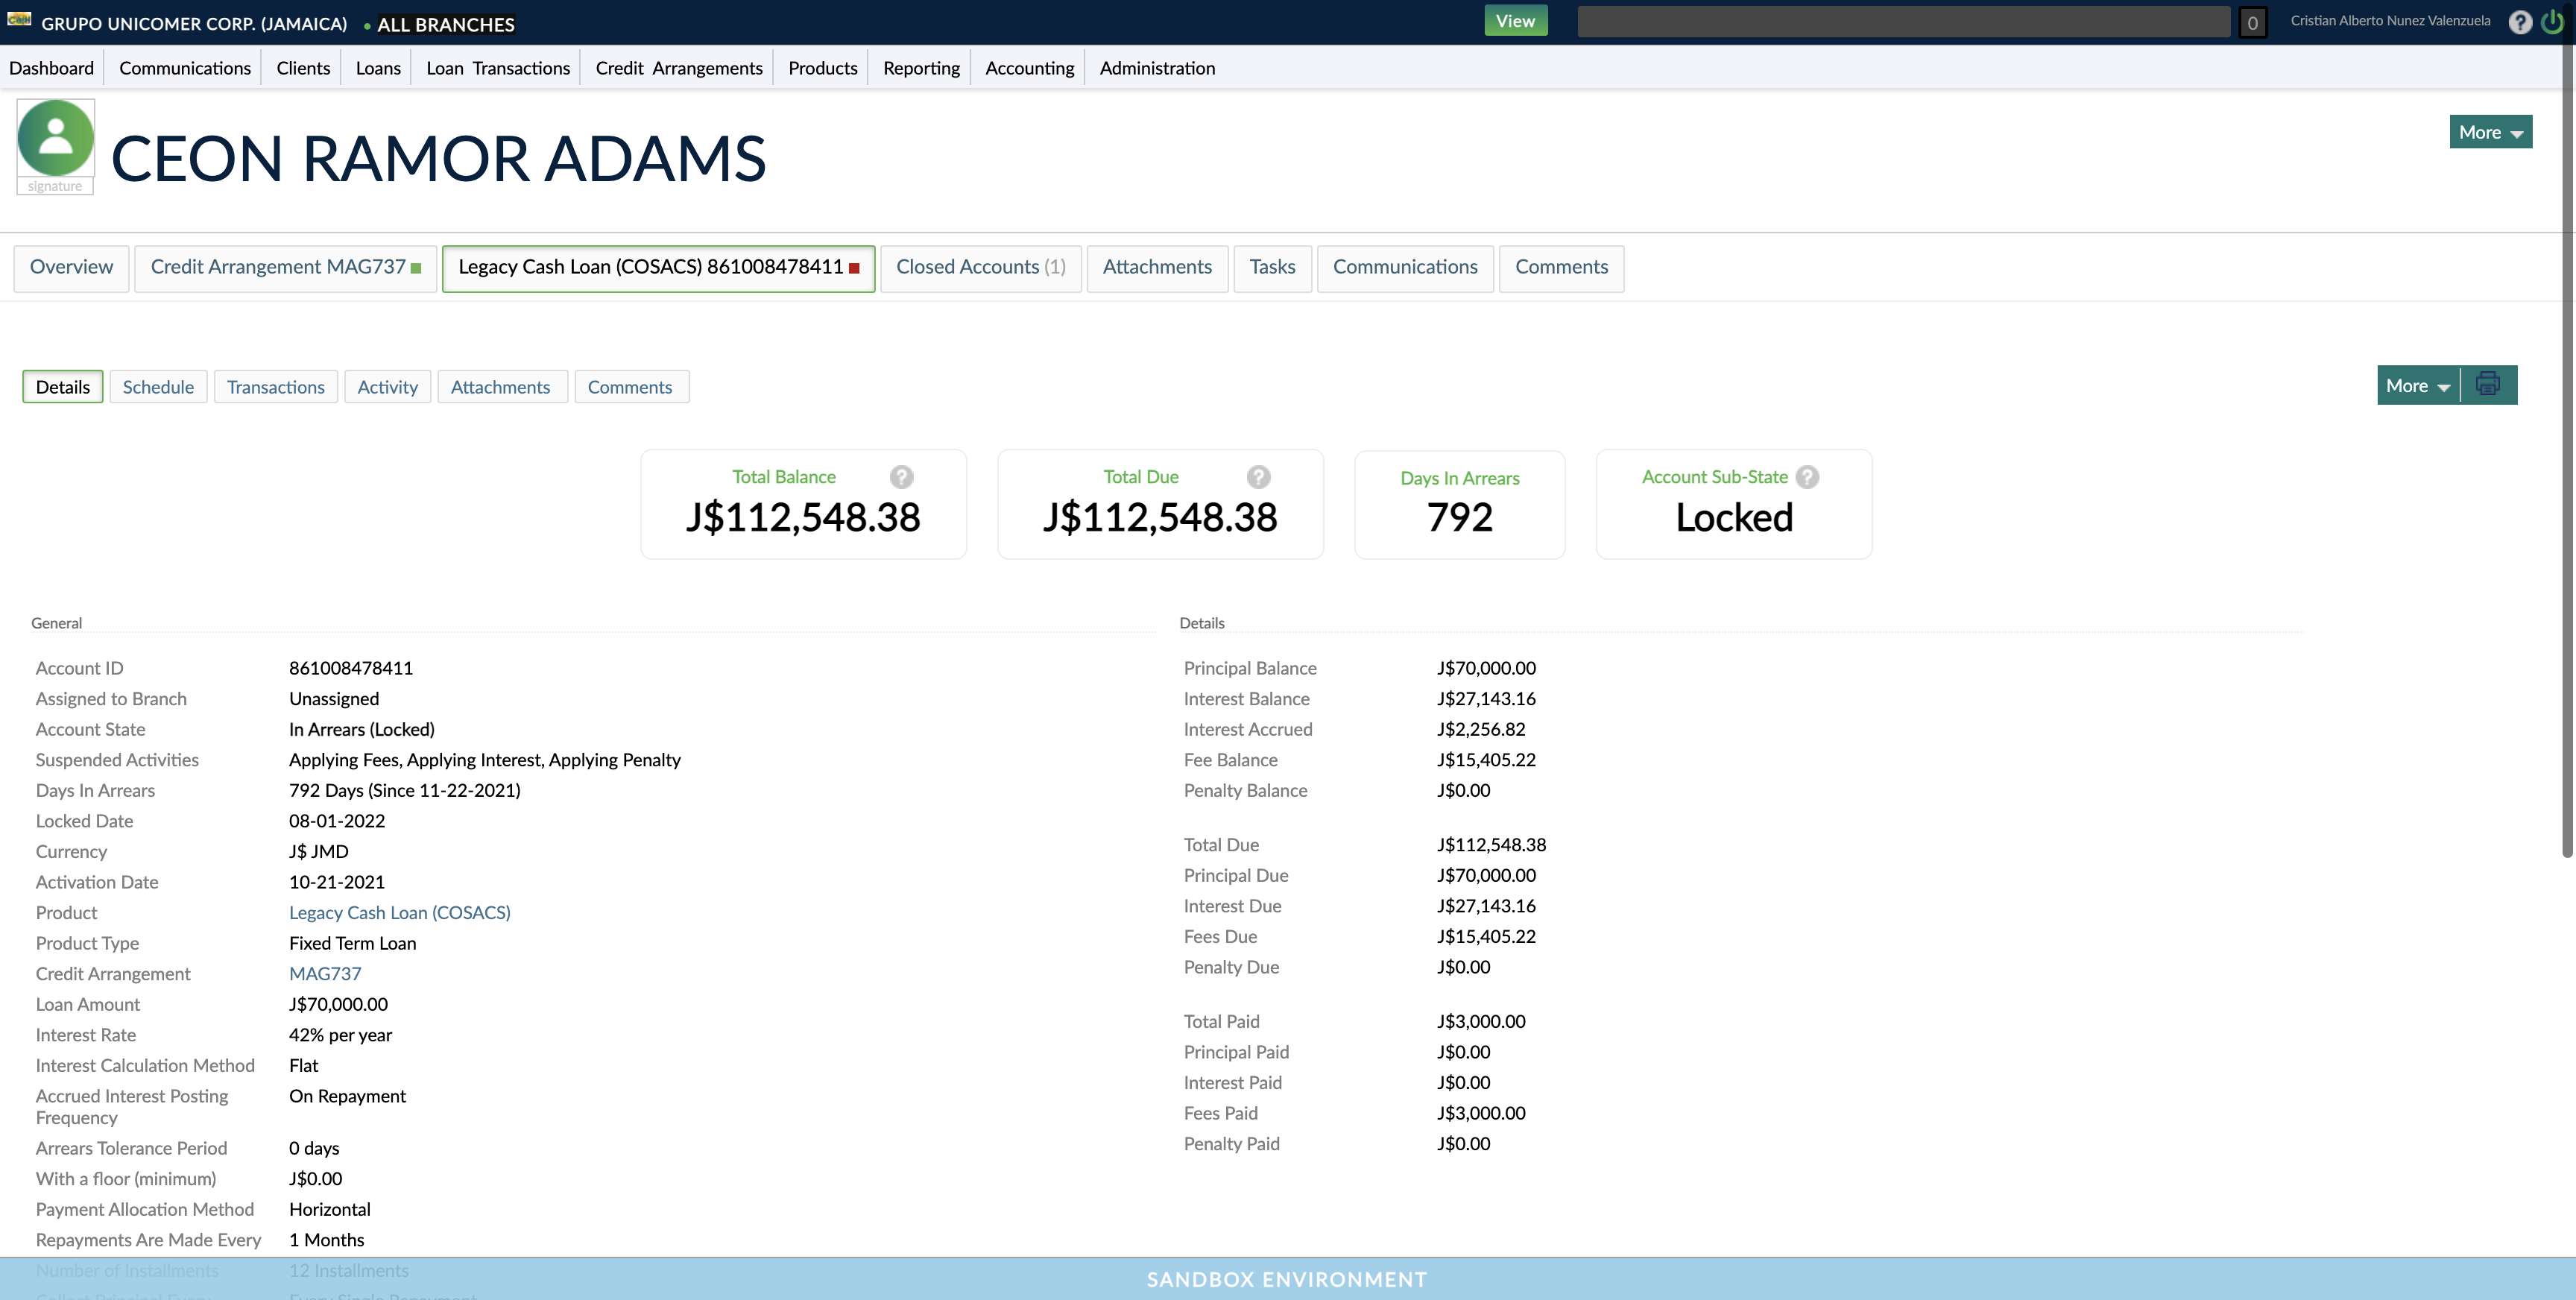 GRUPO UNICOMER CORP. (JAMAICA) • ALL BRANCHES View 0 Cristian Alberto Nunez Valenzuela ?
Dashboard Communications Clients Loans Loan Transactions Credit Arrangements Products Reporting Accounting Administration
CEON RAMOR ADAMS More
signature
Overview Credit Arrangement MAG737 Legacy Cash Loan (COSACS) 861008478411 Closed Accounts (1) Attachments Tasks Communications Comments
Details Schedule Transactions Activity Attachments Comments More
Total Balance ? Total Due ? Days In Arrears Account Sub-State ?
J$112,548.38 J$112,548.38 792 Locked
General
Account ID 861008478411
Assigned to Branch Unassigned
Account State In Arrears (Locked)
Suspended Activities Applying Fees, Applying Interest, Applying Penalty
Days In Arrears 792 Days (Since 11-22-2021)
Locked Date 08-01-2022
Currency J$ JMD
Activation Date 10-21-2021
Product Legacy Cash Loan (COSACS)
Product Type Fixed Term Loan
Credit Arrangement MAG737
Loan Amount J$70,000.00
Interest Rate 42% per year
Interest Calculation Method Flat
Accrued Interest Posting
Frequency On Repayment
Arrears Tolerance Period 0 days
With a floor (minimum) J$0.00
Payment Allocation Method Horizontal
Repayments Are Made Every 1 Months
Number of Installments 12 Installments
Collect Principal Every Every Single Repayment
Details
Principal Balance J$70,000.00
Interest Balance J$27,143.16
Interest Accrued J$2,256.82
Fee Balance J$15,405.22
Penalty Balance J$0.00
Total Due J$112,548.38
Principal Due J$70,000.00
Interest Due J$27,143.16
Fees Due J$15,405.22
Penalty Due J$0.00
Total Paid J$3,000.00
Principal Paid J$0.00
Interest Paid J$0.00
Fees Paid J$3,000.00
Penalty Paid J$0.00
SANDBOX ENVIRONMENT